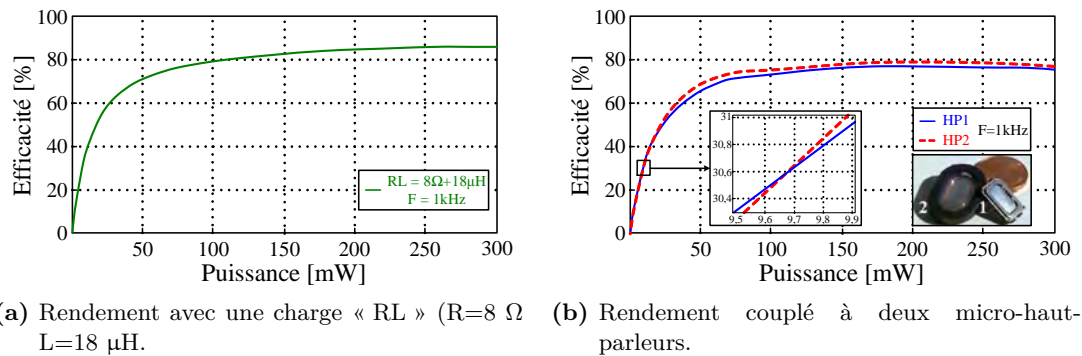 100
80
60
40
20
0
Efficacité [%]
50
100
150
200
250
300
Puissance [mW]
RL = 8Ω+18µH
F = 1kHz
100
80
60
40
20
0
Efficacité [%]
50
100
150
200
250
300
Puissance [mW]
31
30,8
30,6
30,4
9,5
9,6
9,7
9,8
9,9
HP1
HP2
F=1kHz
2
1
a) Rendement avec une charge « RL » (R=8 Ω
L=18 µH.
(b) Rendement couplé à deux micro-haut-
parleurs.